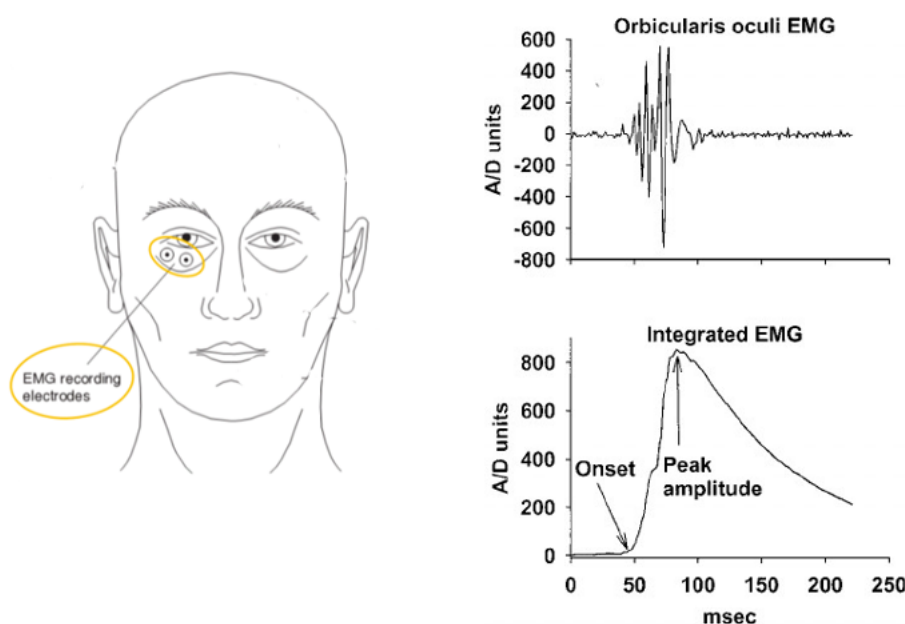 EMG recording
electrodes
Orbicularis oculi EMG
A/D units
600
400
200
0
-200
-400
-600
-800
Integrated EMG
A/D units
800
600
400
200
0
Onset
Peak
amplitude
0 50 100 150 200 250
msec